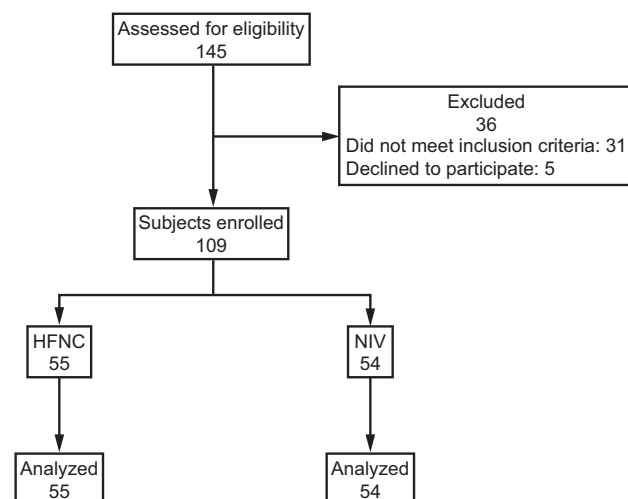 Assessed for eligibility
145
Excluded
36
Did not meet inclusion criteria: 31
Declined to participate: 5
Subjects enrolled
109
HFNC
55
NIV
54
Analyzed
55
Analyzed
54